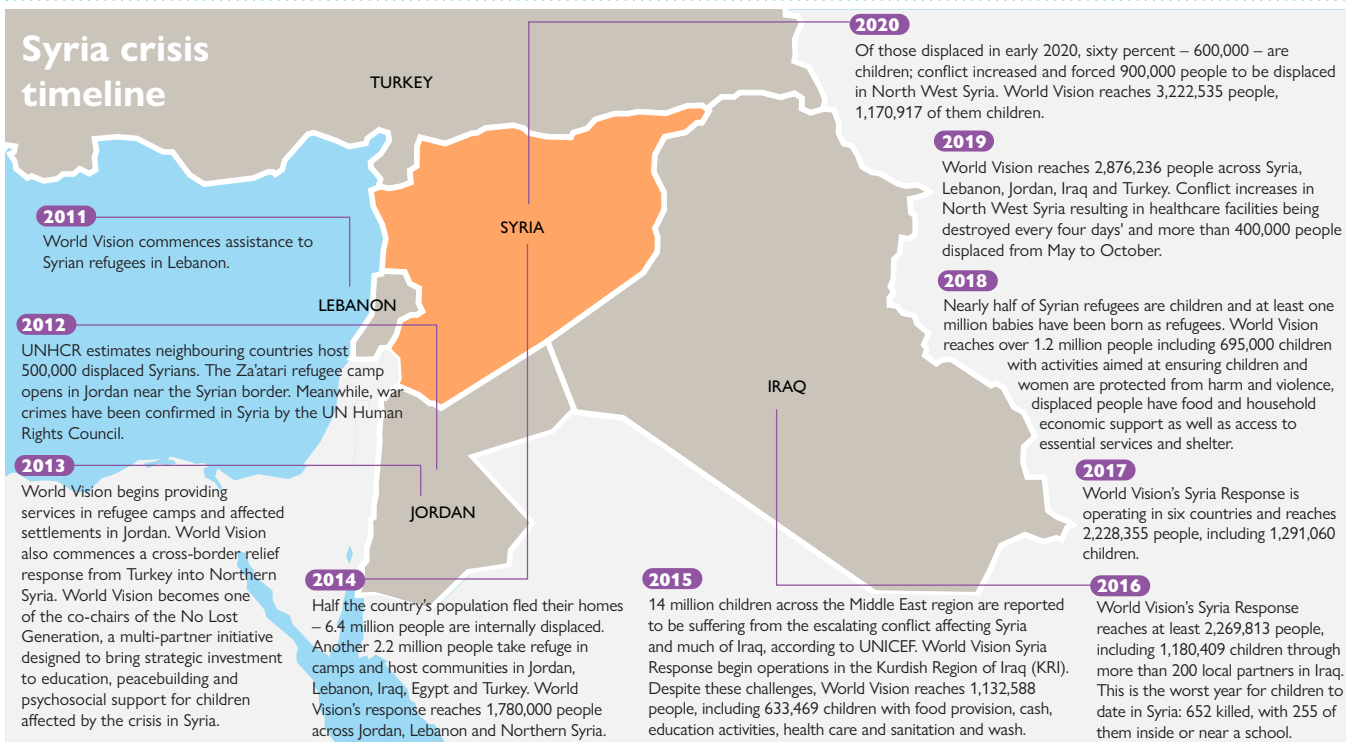 Syria crisis
timeline
TURKEY
SYRIA
LEBANON
IRAQ
JORDAN
2011
World Vision commences assistance to
Syrian refugees in Lebanon.
2012
UNHCR estimates neighbouring countries host
500,000 displaced Syrians. The Za'atari refugee camp
opens in Jordan near the Syrian border. Meanwhile, war
crimes have been confirmed in Syria by the UN Human
Rights Council.
2013
World Vision begins providing
services in refugee camps and affected
settlements in Jordan. World Vision
also commences a cross-border relief
response from Turkey into Northern
Syria. World Vision becomes one
of the co-chairs of the No Lost
Generation, a multi-partner initiative
designed to bring strategic investment
to education, peacebuilding and
psychosocial support for children
affected by the crisis in Syria.
2014
Half the country's population fled their homes
– 6.4 million people are internally displaced.
Another 2.2 million people take refuge in
camps and host communities in Jordan,
Lebanon, Iraq, Egypt and Turkey. World
Vision's response reaches 1,780,000 people
across Jordan, Lebanon and Northern Syria.
2015
14 million children across the Middle East region are reported
to be suffering from the escalating conflict affecting Syria
and much of Iraq, according to UNICEF. World Vision Syria
Response begin operations in the Kurdish Region of Iraq (KRI).
Despite these challenges, World Vision reaches 1,132,588
people, including 633,469 children with food provision, cash,
education activities, health care and sanitation and wash.
2016
World Vision's Syria Response
reaches at least 2,269,813 people,
including 1,180,409 children through
more than 200 local partners in Iraq.
This is the worst year for children to
date in Syria: 652 killed, with 255 of
them inside or near a school.
2017
World Vision's Syria Response is
operating in six countries and reaches
2,228,355 people, including 1,291,060
children.
2018
Nearly half of Syrian refugees are children and at least one
million babies have been born as refugees. World Vision
reaches over 1.2 million people including 695,000 children
with activities aimed at ensuring children and
women are protected from harm and violence,
displaced people have food and household
economic support as well as access to
essential services and shelter.
2019
World Vision reaches 2,876,236 people across Syria,
Lebanon, Jordan, Iraq and Turkey. Conflict increases in
North West Syria resulting in healthcare facilities being
destroyed every four days' and more than 400,000 people
displaced from May to October.
2020
Of those displaced in early 2020, sixty percent – 600,000 – are
children; conflict increased and forced 900,000 people to be displaced
in North West Syria. World Vision reaches 3,222,535 people,
1,170,917 of them children.